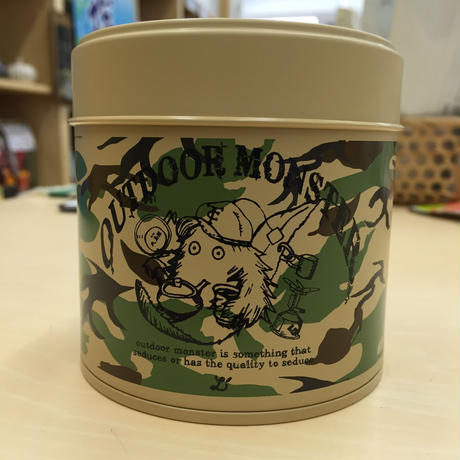 OUTDOOR MONSTER
outdoor monster is something that
seduces or has the quality to seduce